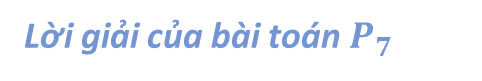 Lời giải của bài toán P₇